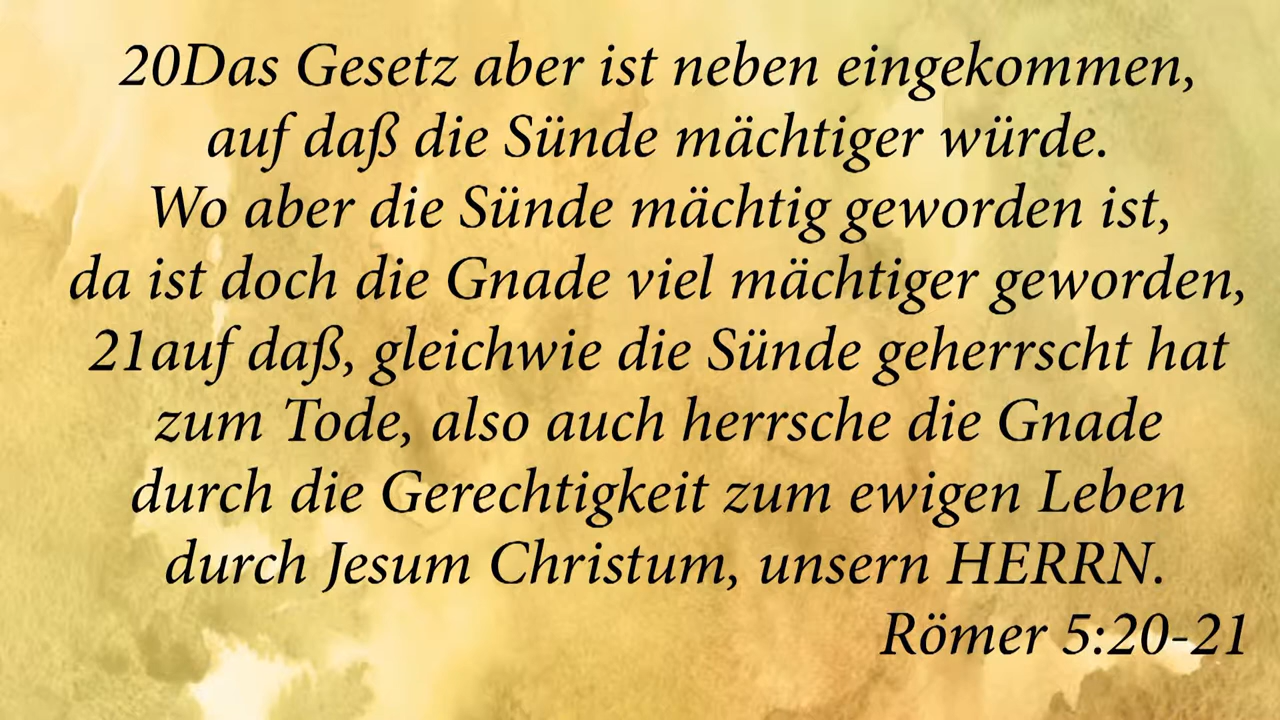 20Das Gesetz aber ist neben eingekommen,
auf daß die Sünde mächtiger würde.
Wo aber die Sünde mächtig geworden ist,
da ist doch die Gnade viel mächtiger geworden,
21auf daß, gleichwie die Sünde geherrscht hat
zum Tode, also auch herrsche die Gnade
durch die Gerechtigkeit zum ewigen Leben
durch Jesum Christum, unsern HERRN.
Römer 5:20-21